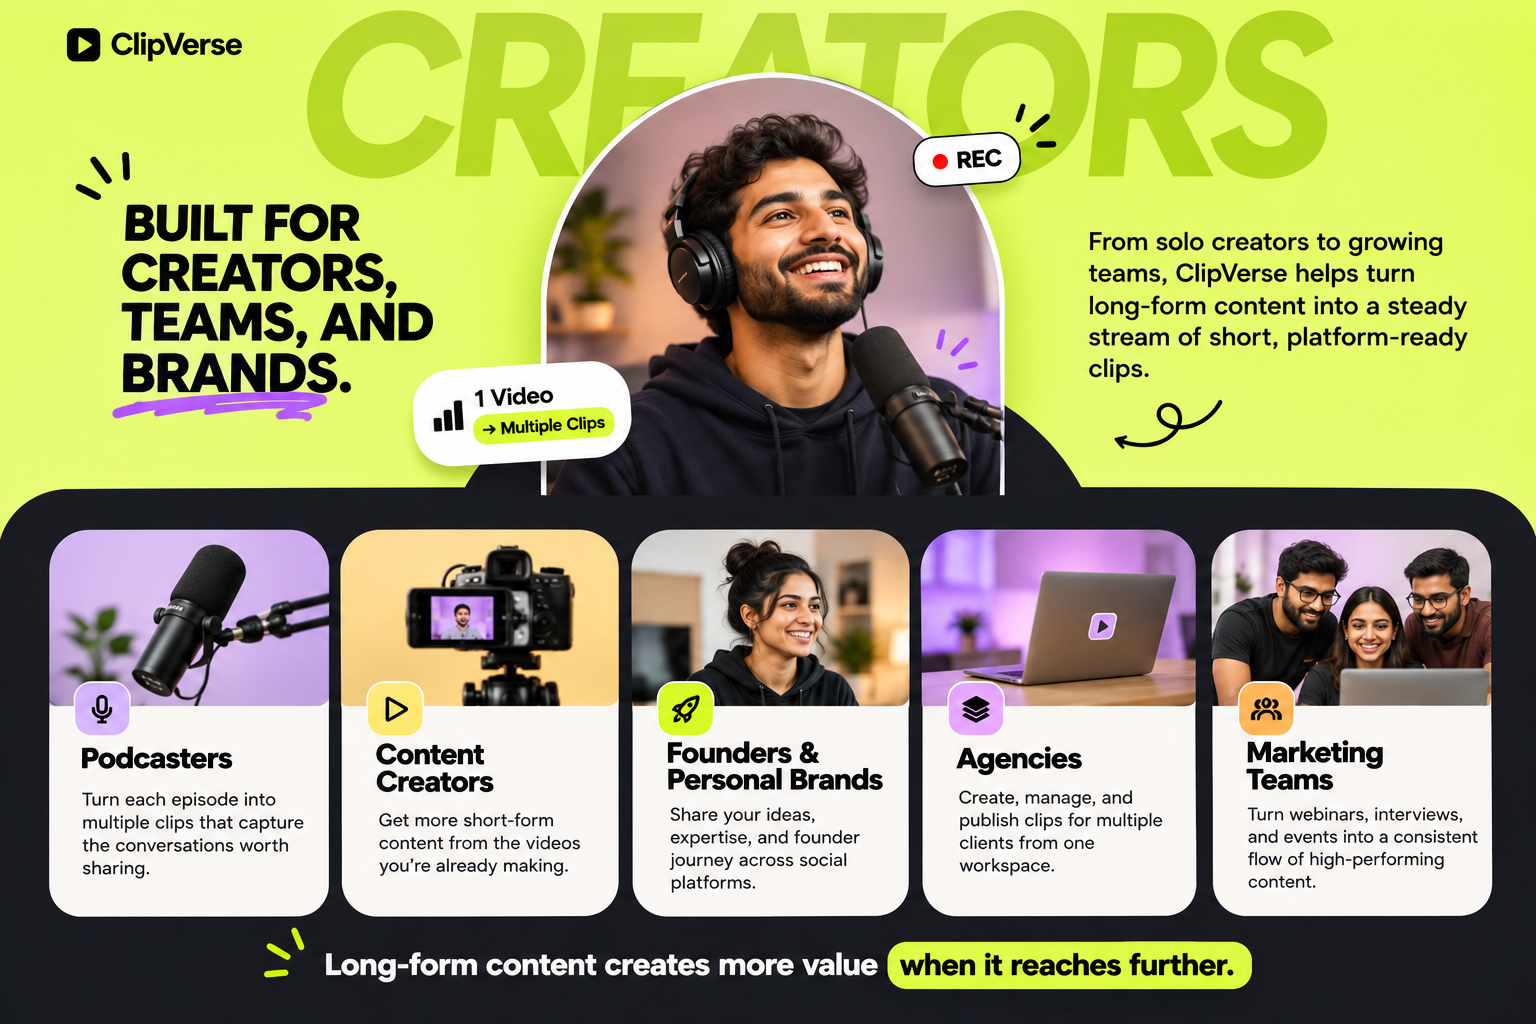 ClipVerse
CREATORS
REC
BUILT FOR
CREATORS,
TEAMS, AND
BRANDS.
From solo creators to growing
teams, ClipVerse helps turn
long-form content into a steady
stream of short, platform-ready
clips.
1 Video
→ Multiple Clips
Podcasters
Turn each episode into
multiple clips that capture
the conversations worth
sharing.
Content
Creators
Get more short-form
content from the videos
you're already making.
Founders &
Personal Brands
Share your ideas,
expertise, and founder
journey across social
platforms.
Agencies
Create, manage, and
publish clips for multiple
clients from one
workspace.
Marketing
Teams
Turn webinars, interviews,
and events into a consistent
flow of high-performing
content.
Long-form content creates more value when it reaches further.